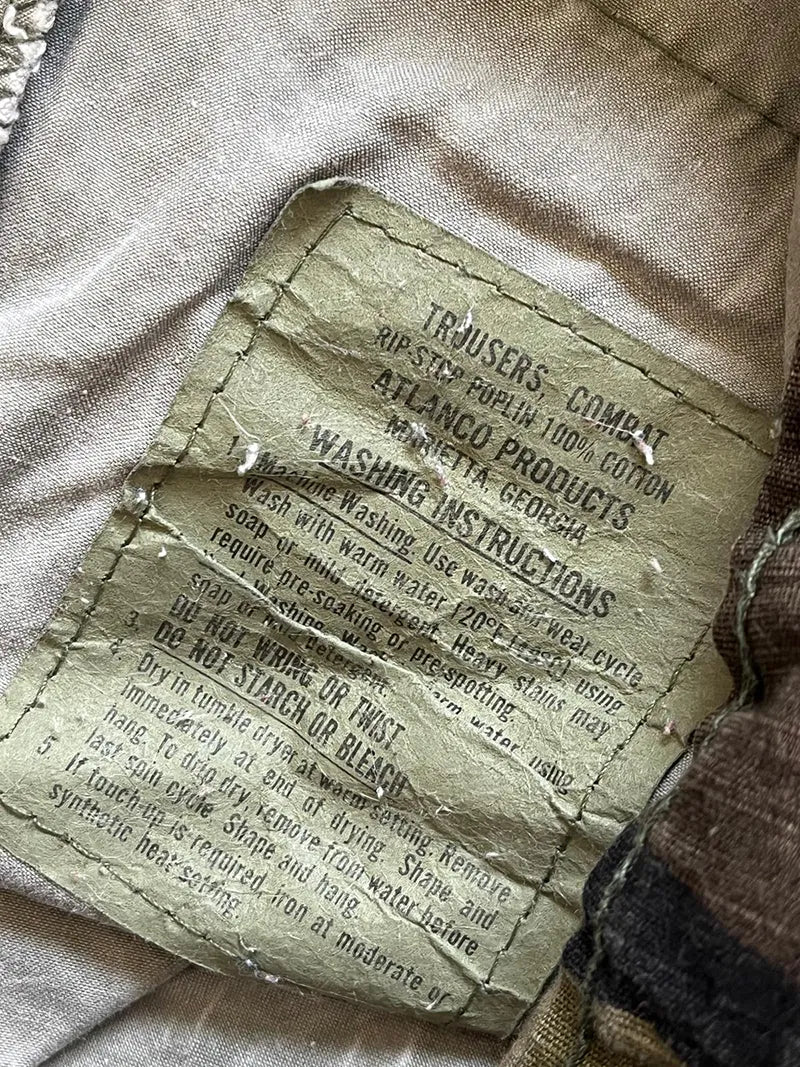 TROUSERS, COMBAT
RIP-STOP POPLIN 100% COTTON
ATLANCO PRODUCTS
MARIETTA, GEORGIA
WASHING INSTRUCTIONS
1. Machine Washing. Use wash and wear cycle.
Wash with warm water 120°F using
soap or mild detergent. Heavy stains may
require pre-soaking or pre-spotting.
Washing. warm water using
soap or mild detergent.
3. DO NOT WRING OR TWIST
DO NOT STARCH OR BLEACH
4. Dry in tumble dryer at warm setting. Remove
immediately at end of drying. Shape and
hang. To drip dry, remove from water before
last spin cycle. Shape and hang.
5. If touch-up is required, iron at moderate or
synthetic heat setting.